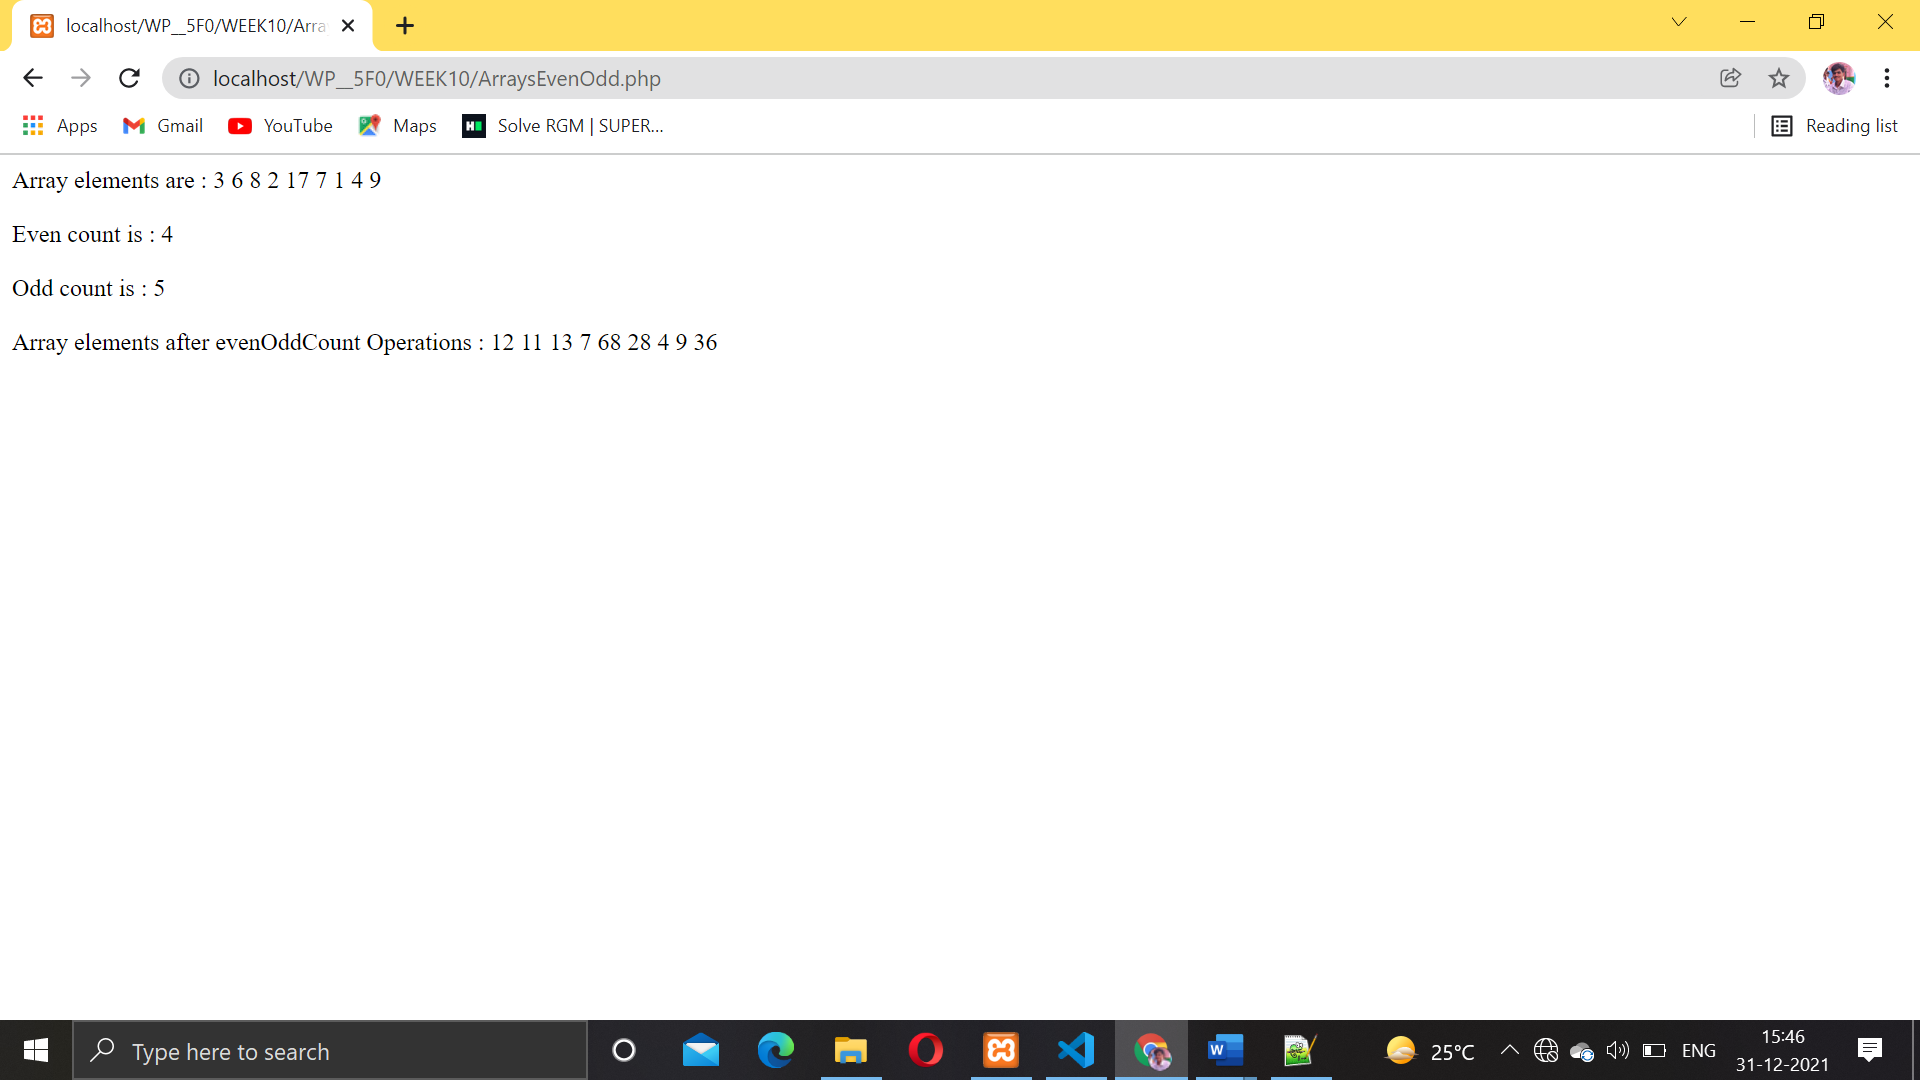 localhost/WP__5F0/WEEK10/Arra
localhost/WP__5F0/WEEK10/ArraysEvenOdd.php
Apps Gmail YouTube Maps Solve RGM | SUPER... Reading list
Array elements are : 3 6 8 2 17 7 1 4 9
Even count is : 4
Odd count is : 5
Array elements after evenOddCount Operations : 12 11 13 7 68 28 4 9 36
Type here to search
25°C
ENG
15:46
31-12-2021